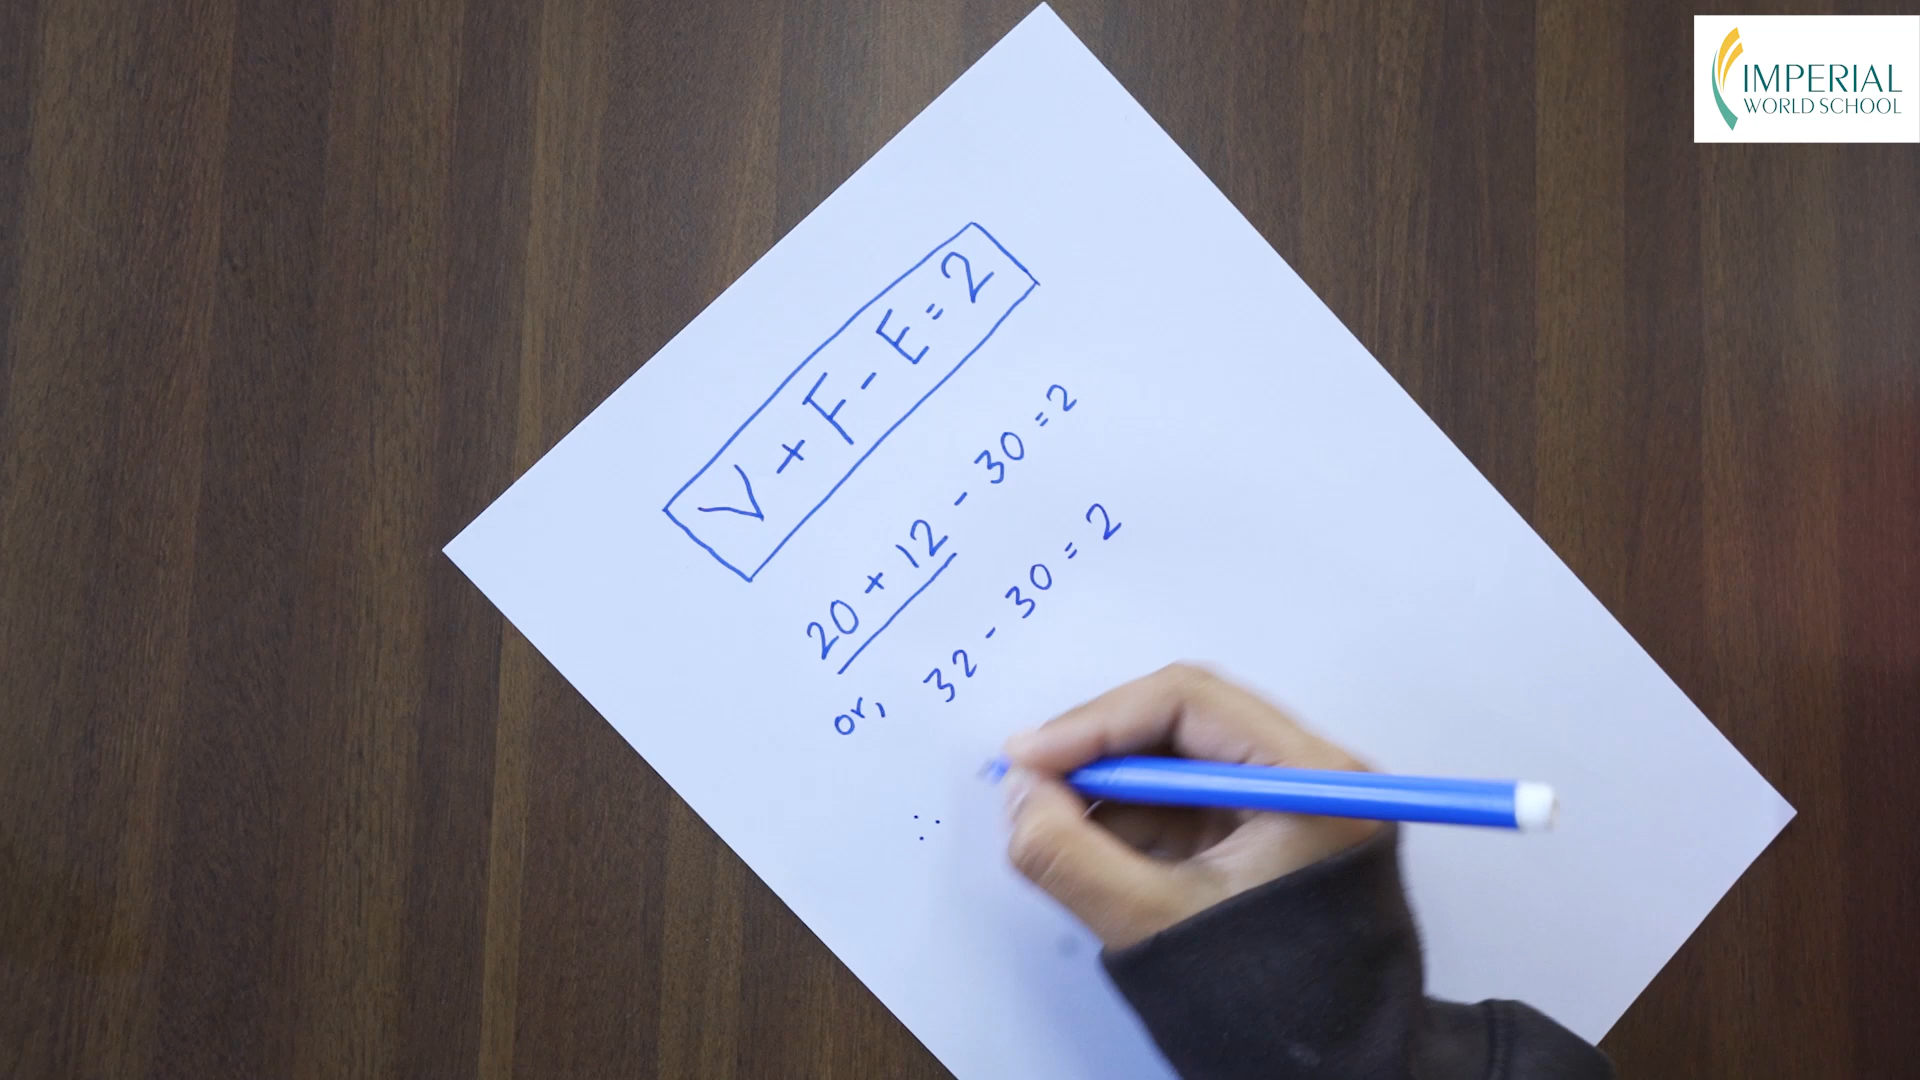 IMPERIAL
WORLD SCHOOL
V + F - E = 2
20 + 12 - 30 = 2
or, 32 - 30 = 2
∴